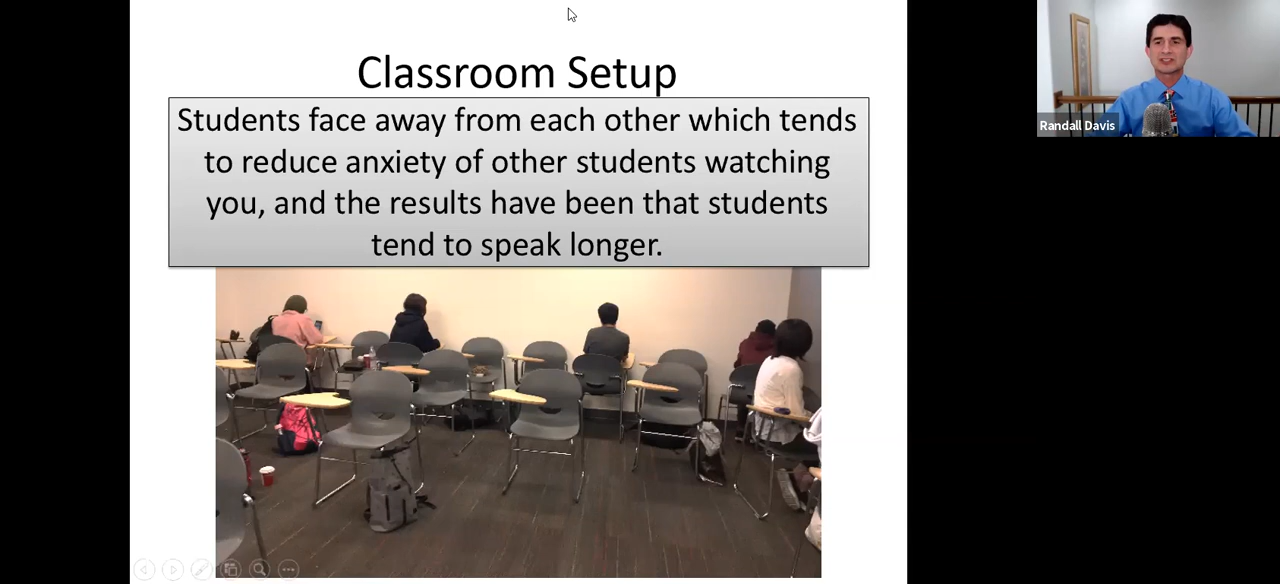 Classroom Setup
Students face away from each other which tends
to reduce anxiety of other students watching
you, and the results have been that students
tend to speak longer.
Randall Davis